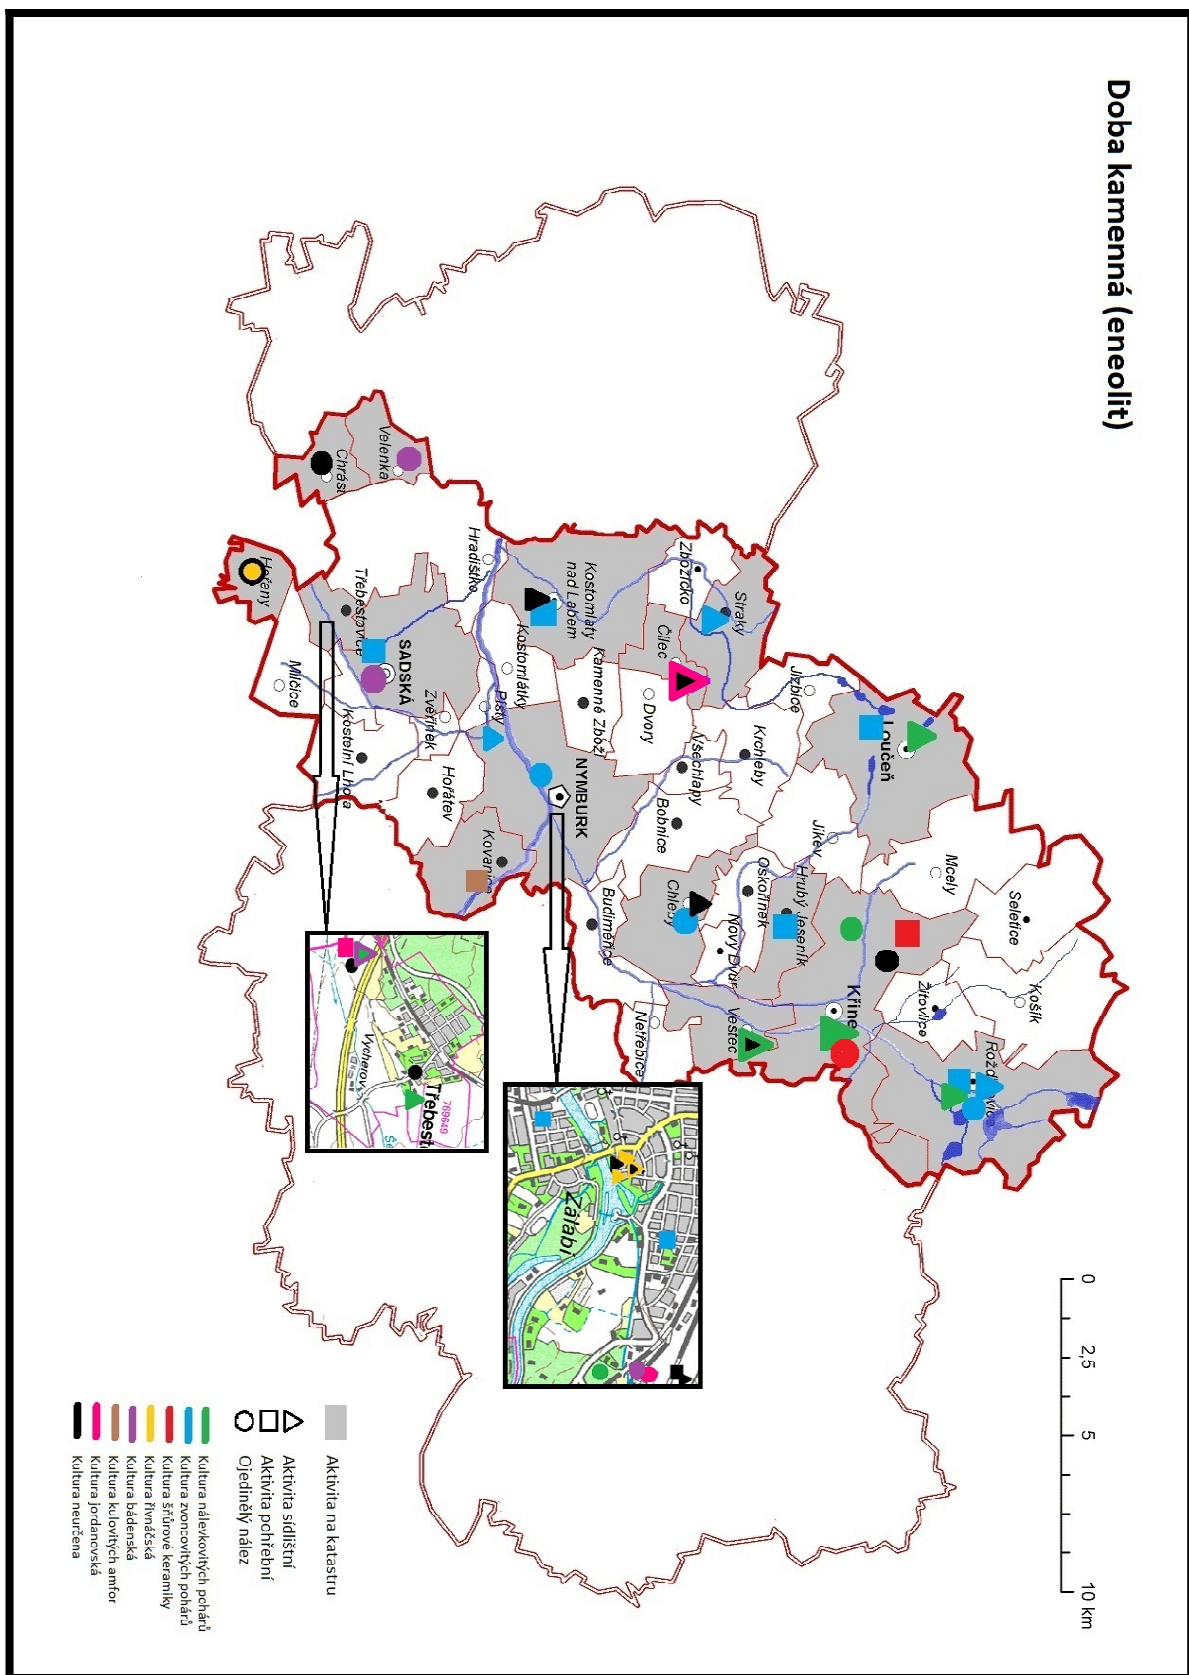 Doba kamenná (eneolit)
Seletice
Košík
Mcely
Loučeň
Žitovlice
Jíkev
Jizbice
Křinec
Hrubý Jeseník
Krchleby
Oskořínek
Straky
Nový Dvůr
Vestec
Všechlapy
Zbožíčko
Čilec
Chleby
Bobnice
Dvory
Netřebice
Budiměřice
Kostomlaty
nad Labem
Kamenné Zboží
NYMBURK
Kostomlátky
Písty
Hradištko
Kovanice
Hořátev
Zvěřínek
SADSKÁ
Velenka
Třebestovice
Kostelní Lhota
Chrást
Milčice
Hořany
Třebest
769649
Vycherov
Zálabí
0
2,5
5
10 km
Aktivita na katastru
Aktivita sídlištní
Aktivita pohřební
Ojedinělý nález
Kultura nálevkovitých pohárů
Kultura zvoncovitých pohárů
Kultura šňůrové keramiky
Kultura řivnáčská
Kultura bádenská
Kultura kulovitých amfor
Kultura jordanovská
Kultura neurčena